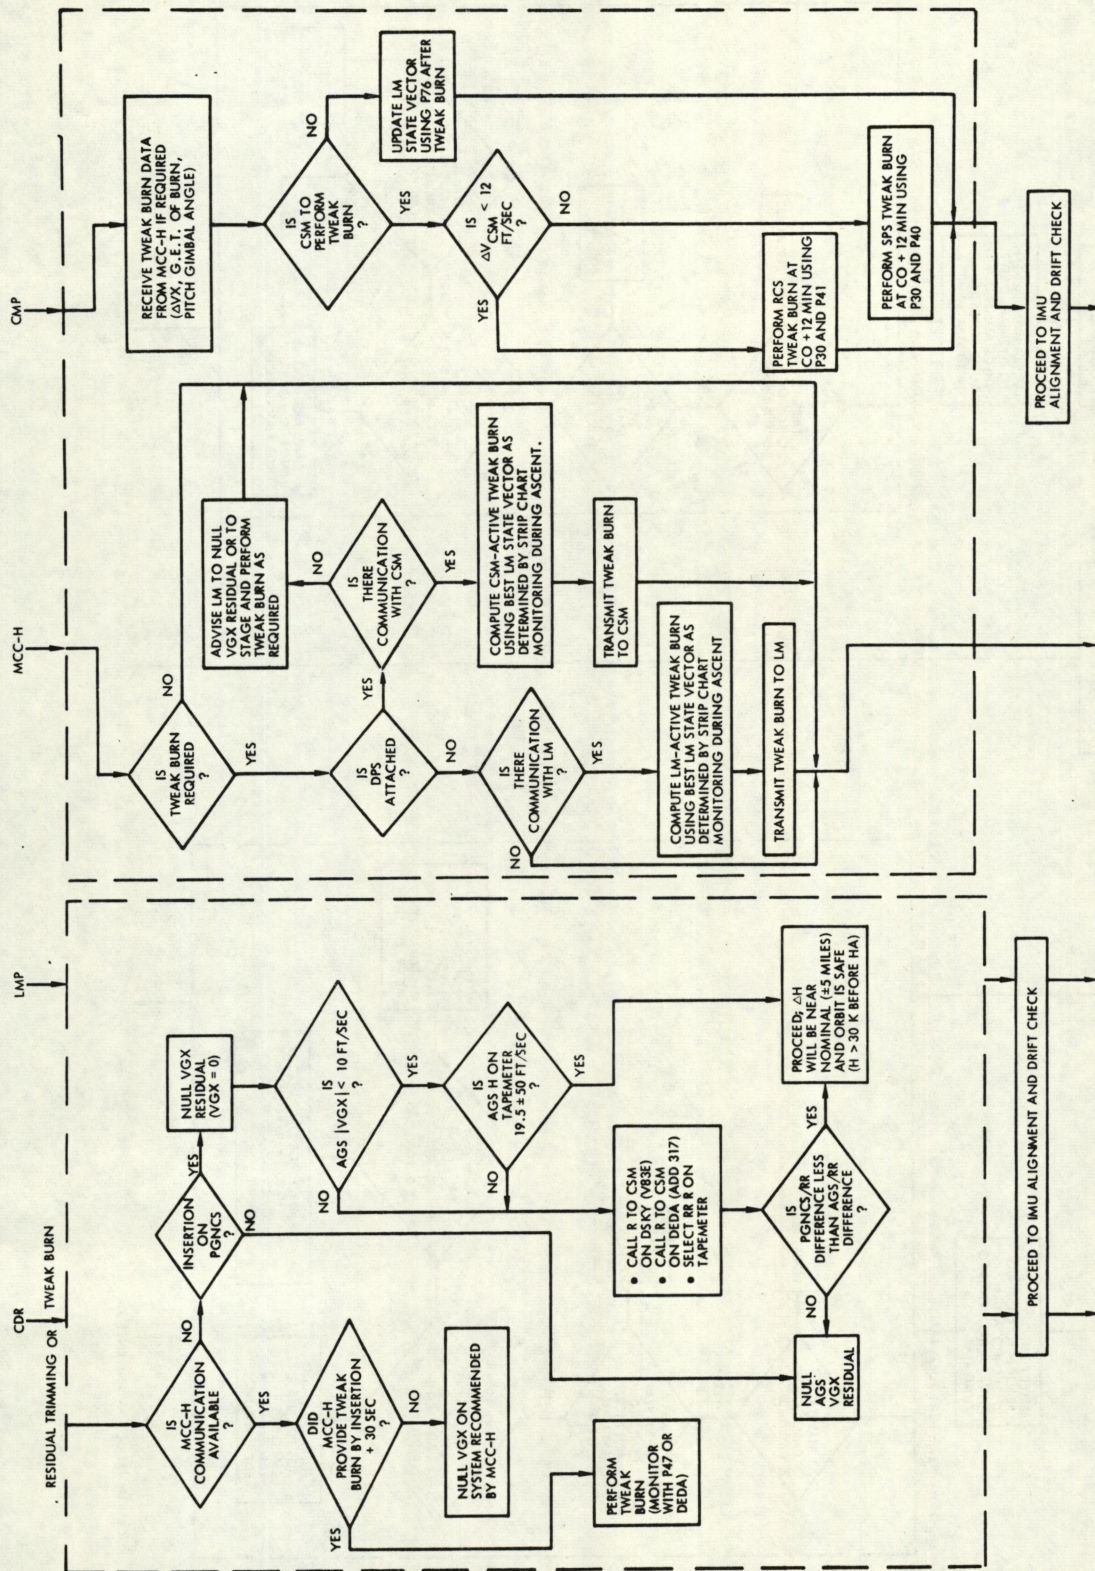 CDR
LMP
MCC-H
CMP
RESIDUAL TRIMMING OR TWEAK BURN
IS
MCC-H
COMMUNICATION
AVAILABLE
?
NO
YES
INSERTION
ON
PGNCS
?
YES
NO
NULL VGX
RESIDUAL
(VGX = 0)
DID
MCC-H
PROVIDE TWEAK
BURN BY INSERTION
+ 30 SEC
?
YES
NO
NULL VGX ON
SYSTEM RECOMMENDED
BY MCC-H
PERFORM
TWEAK
BURN
(MONITOR
WITH P47 OR
DEDA)
IS
AGS |VGX| < 10 FT/SEC
?
NO
YES
IS
AGS H ON
TAPEMETER
19.5 ± 50 FT/SEC
?
NO
YES
• CALL R TO CSM
ON DSKY (V83E)
• CALL R TO CSM
ON DEDA (ADD 317)
• SELECT RR R ON
TAPEMETER
IS
PGNCS/RR
DIFFERENCE LESS
THAN AGS/RR
DIFFERENCE
?
YES
NO
PROCEED; △H
WILL BE NEAR
NOMINAL (±5 MILES)
AND ORBIT IS SAFE
(H > 30 K BEFORE HA)
NULL
AGS
VGX
RESIDUAL
PROCEED TO IMU ALIGNMENT AND DRIFT CHECK
IS
TWEAK BURN
REQUIRED
?
NO
YES
IS
DPS
ATTACHED
?
YES
NO
ADVISE LM TO NULL
VGX RESIDUAL OR TO
STAGE AND PERFORM
TWEAK BURN AS
REQUIRED
IS
THERE
COMMUNICATION
WITH CSM
?
NO
YES
COMPUTE CSM-ACTIVE TWEAK BURN
USING BEST LM STATE VECTOR AS
DETERMINED BY STRIP CHART
MONITORING DURING ASCENT.
TRANSMIT TWEAK BURN
TO CSM
IS
THERE
COMMUNICATION
WITH LM
?
NO
YES
COMPUTE LM-ACTIVE TWEAK BURN
USING BEST LM STATE VECTOR AS
DETERMINED BY STRIP CHART
MONITORING DURING ASCENT
TRANSMIT TWEAK BURN TO LM
RECEIVE TWEAK BURN DATA
FROM MCC-H IF REQUIRED
(ΔVX, G.E.T. OF BURN,
PITCH GIMBAL ANGLE)
IS
CSM TO
PERFORM
TWEAK
BURN
?
NO
YES
UPDATE LM
STATE VECTOR
USING P76 AFTER
TWEAK BURN
IS
ΔVCSM < 12
FT/SEC
?
YES
NO
PERFORM RCS
TWEAK BURN AT
CO +12 MIN USING
P30 AND P41
PERFORM SPS TWEAK BURN
AT CO + 12 MIN USING
P30 AND P40
PROCEED TO IMU
ALIGNMENT AND DRIFT CHECK